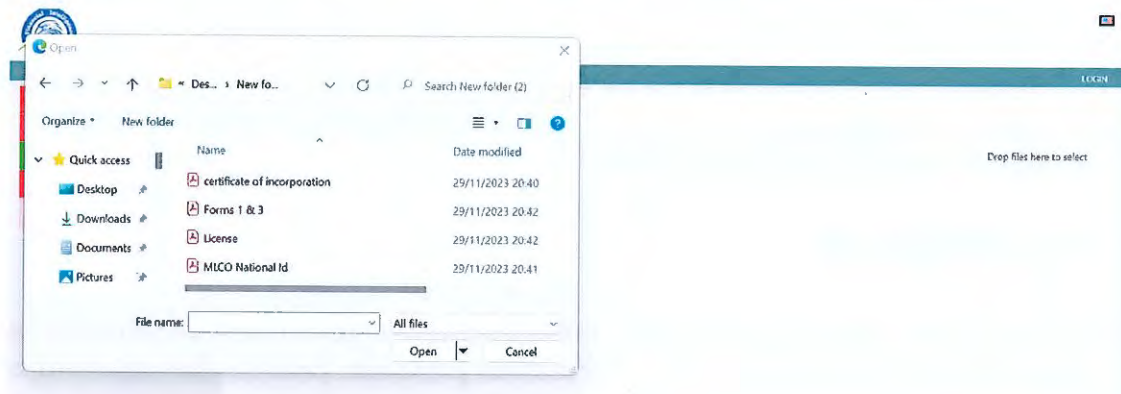 Open
LOGIN
« Des... › New fo...
Search New folder (2)
Organize
New folder
Name
Date modified
Drop files here to select
Quick access
certificate of incorporation
29/11/2023 20:40
Desktop
Forms 1 & 3
29/11/2023 20:42
Downloads
License
29/11/2023 20:42
Documents
MLCO National Id
29/11/2023 20:41
Pictures
File name:
All files
Open
Cancel